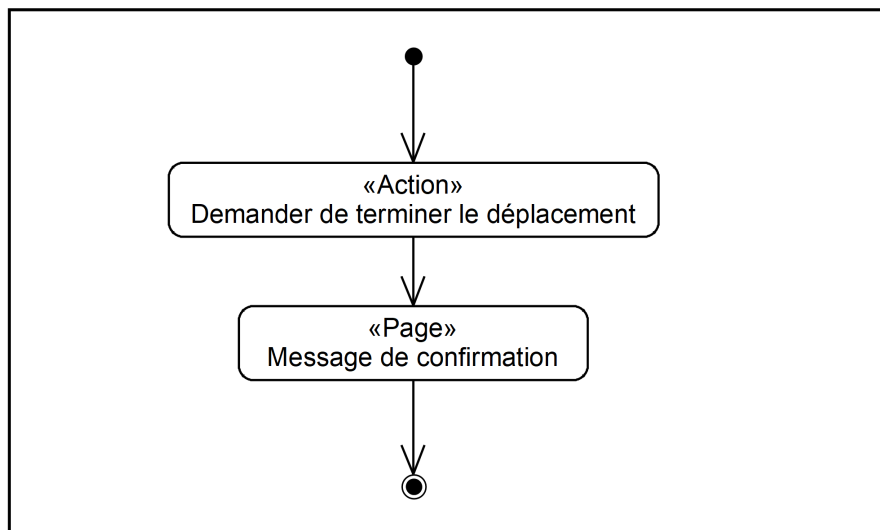 «Action»
Demander de terminer le déplacement
«Page»
Message de confirmation